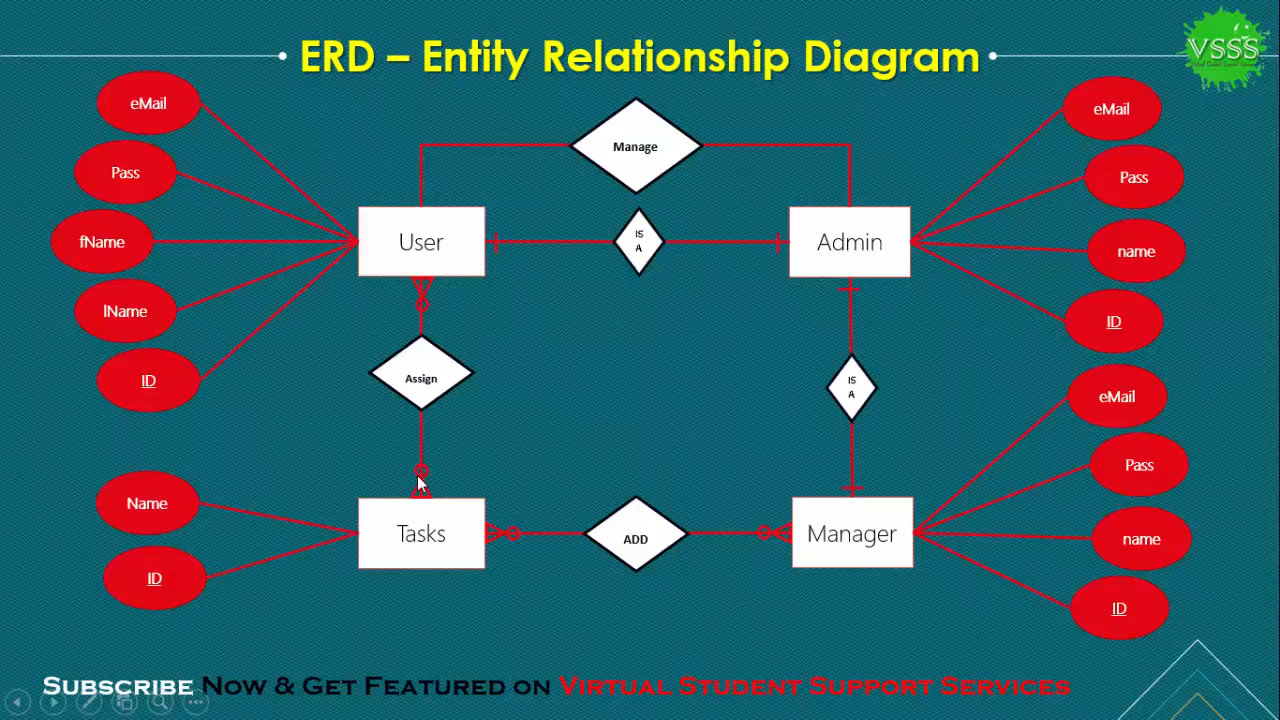 ERD – Entity Relationship Diagram
VSSS
eMail
Pass
fName
lName
ID
Manage
User
IS
A
Admin
eMail
Pass
name
ID
Assign
IS
A
Name
ID
Tasks
ADD
Manager
eMail
Pass
name
ID
Subscribe Now & Get Featured on Virtual Student Support Services